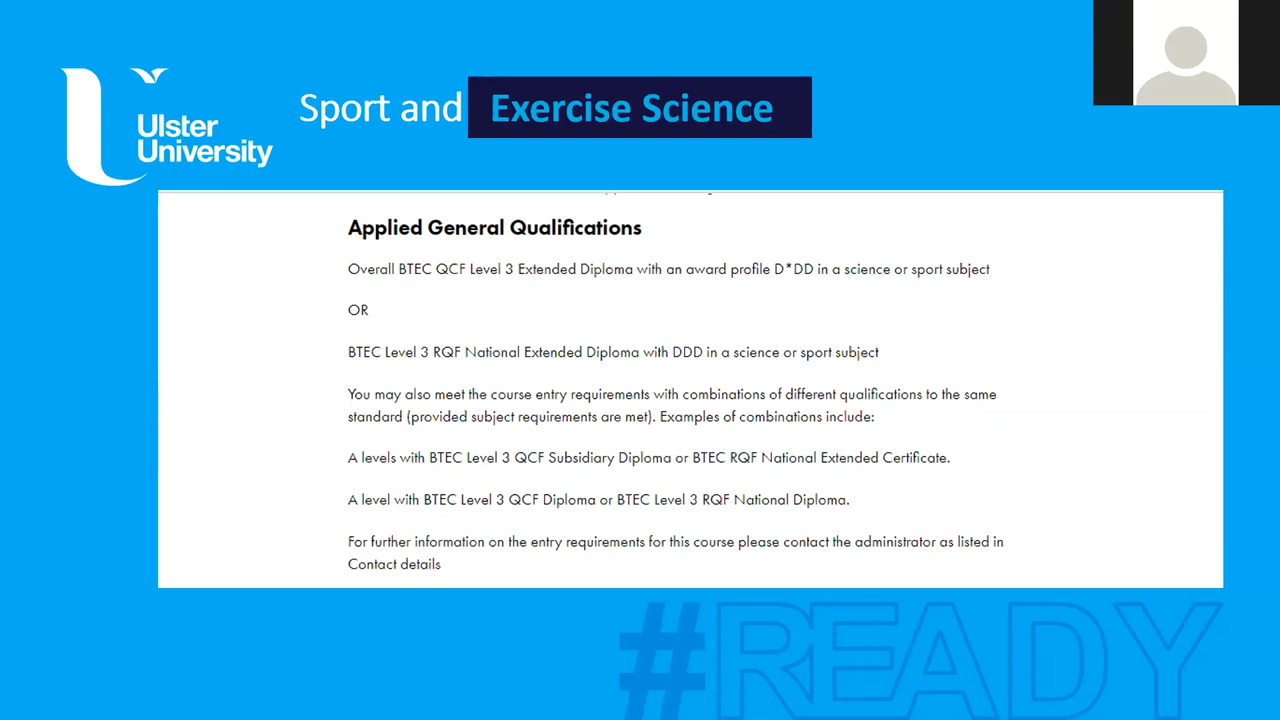 Ulster
University
Sport and Exercise Science
Applied General Qualifications
Overall BTEC QCF Level 3 Extended Diploma with an award profile D*DD in a science or sport subject
OR
BTEC Level 3 RQF National Extended Diploma with DDD in a science or sport subject
You may also meet the course entry requirements with combinations of different qualifications to the same
standard (provided subject requirements are met). Examples of combinations include:
A levels with BTEC Level 3 QCF Subsidiary Diploma or BTEC RQF National Extended Certificate.
A level with BTEC Level 3 QCF Diploma or BTEC Level 3 RQF National Diploma.
For further information on the entry requirements for this course please contact the administrator as listed in
Contact details
#READY